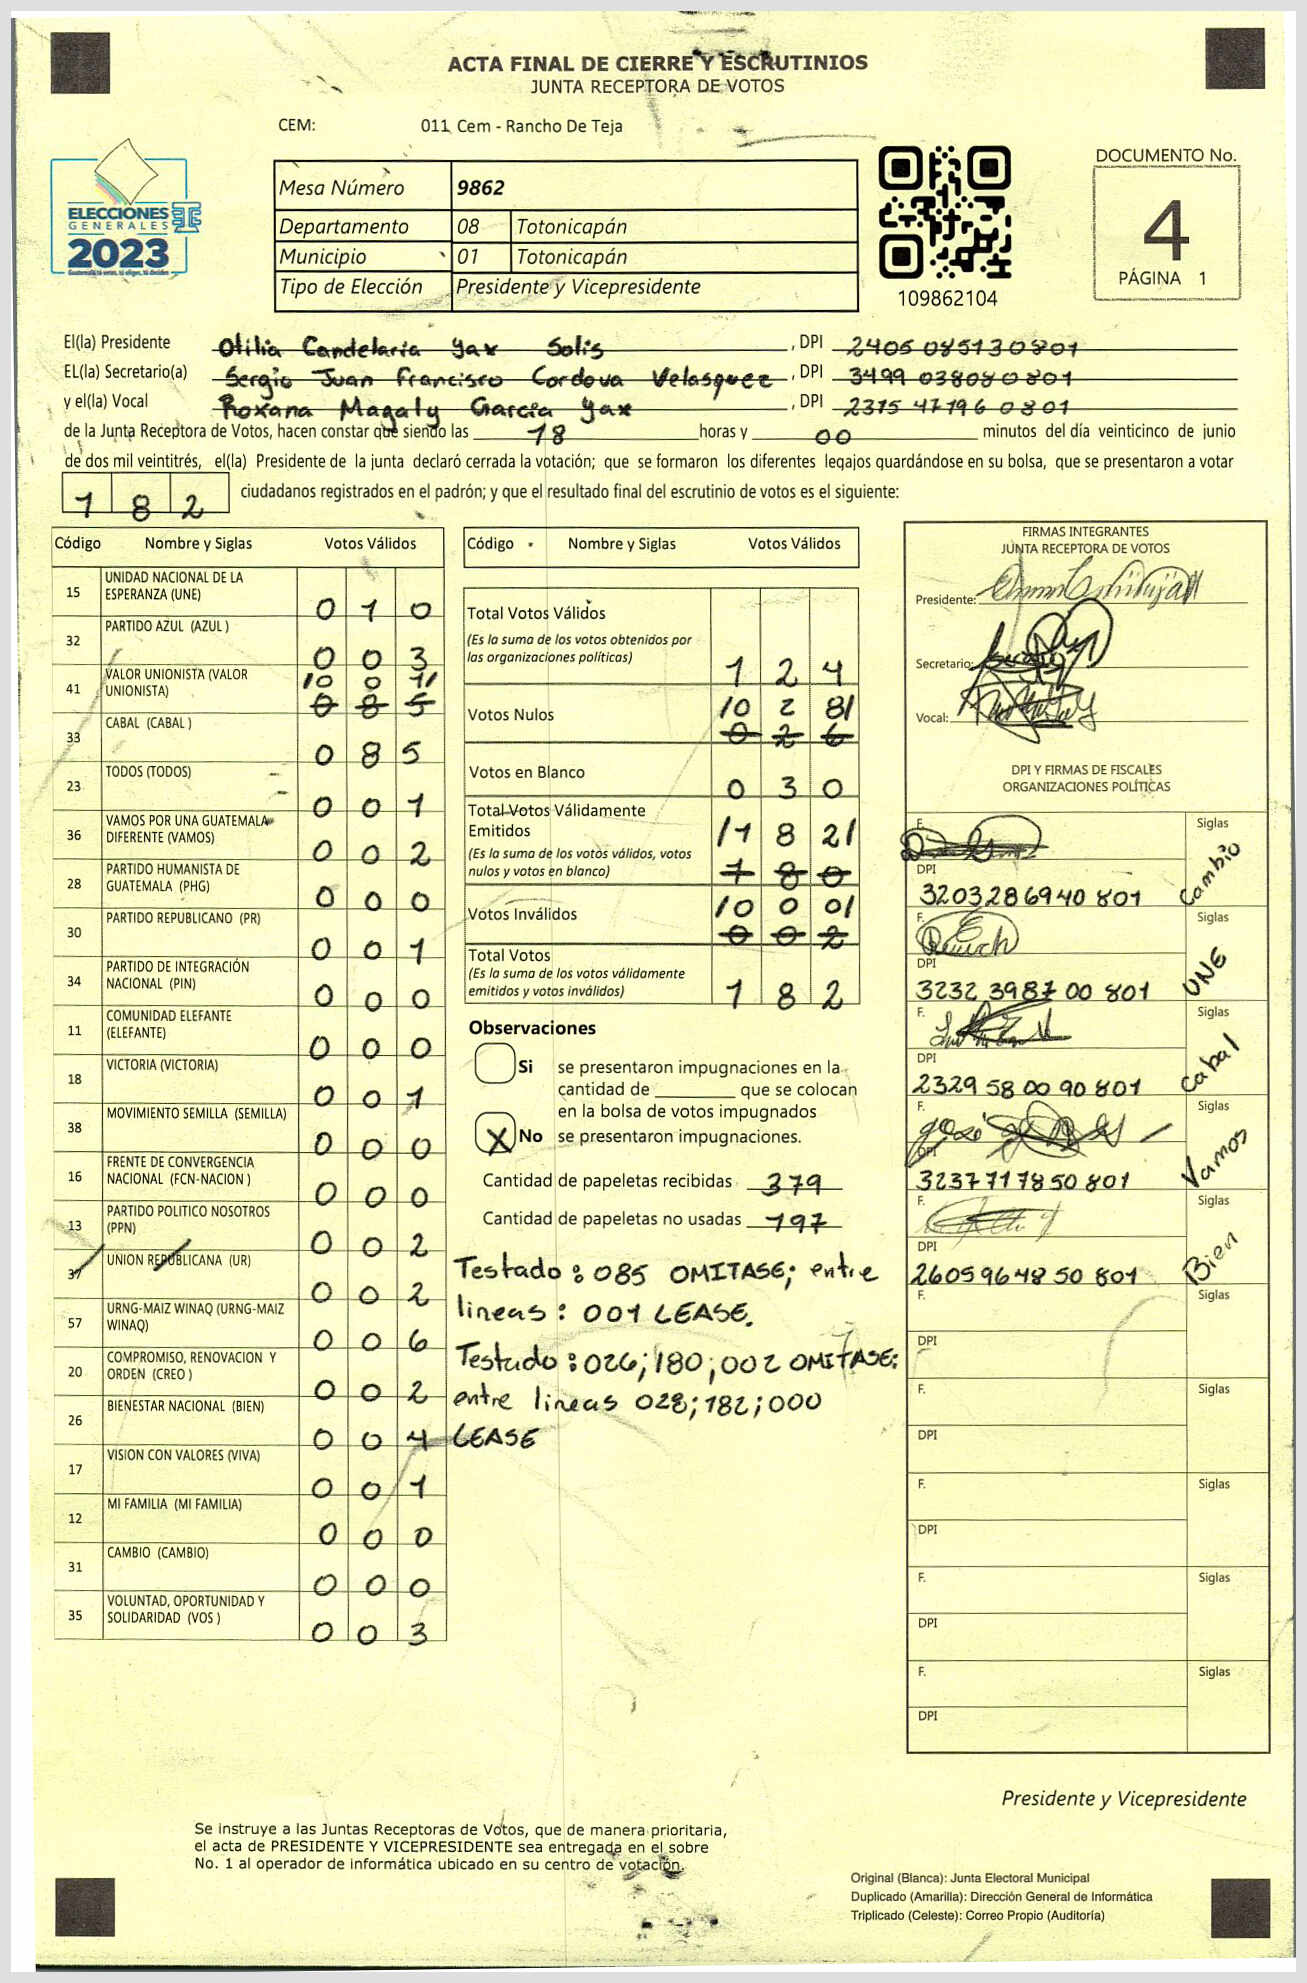 ACTA FINAL DE CIERRE Y ESCRUTINIOS
JUNTA RECEPTORA DE VOTOS
CEM: 011 Cem - Rancho De Teja
ELECCIONES
GENERALES
2023
Guatemala: tú votas, tú eliges, tú decides
Mesa Número 9862
Departamento 08 Totonicapán
Municipio 01 Totonicapán
Tipo de Elección Presidente y Vicepresidente
109862104
DOCUMENTO No.
4
PÁGINA 1
El(la) Presidente Otilia Candelaria Yax Solis , DPI 2405 08513 0801
EL(la) Secretario(a) Sergio Juan Francisco Cordova Velasquez , DPI 3499 03808 0801
y el(la) Vocal Roxana Magaly Garcia Yax , DPI 2375 47796 0801
de la Junta Receptora de Votos, hacen constar que siendo las 18 horas y 00 minutos del día veinticinco de junio
de dos mil veintitrés, el(la) Presidente de la junta declaró cerrada la votación; que se formaron los diferentes legajos quardándose en su bolsa, que se presentaron a votar
1 8 2 ciudadanos registrados en el padrón; y que el resultado final del escrutinio de votos es el siguiente:
Código Nombre y Siglas Votos Válidos
15 UNIDAD NACIONAL DE LA
ESPERANZA (UNE) 0 1 0
32 PARTIDO AZUL (AZUL ) 0 0 3
41 VALOR UNIONISTA (VALOR
UNIONISTA) /0 0 1/
0 8 5
33 CABAL (CABAL ) 0 8 5
23 TODOS (TODOS) 0 0 1
36 VAMOS POR UNA GUATEMALA
DIFERENTE (VAMOS) 0 0 2
28 PARTIDO HUMANISTA DE
GUATEMALA (PHG) 0 0 0
30 PARTIDO REPUBLICANO (PR) 0 0 1
34 PARTIDO DE INTEGRACIÓN
NACIONAL (PIN) 0 0 0
11 COMUNIDAD ELEFANTE
(ELEFANTE) 0 0 0
18 VICTORIA (VICTORIA) 0 0 1
38 MOVIMIENTO SEMILLA (SEMILLA) 0 0 0
16 FRENTE DE CONVERGENCIA
NACIONAL (FCN-NACION ) 0 0 0
13 PARTIDO POLITICO NOSOTROS
(PPN) 0 0 2
37 UNION REPUBLICANA (UR) 0 0 2
57 URNG-MAIZ WINAQ (URNG-MAIZ
WINAQ) 0 0 6
20 COMPROMISO, RENOVACION Y
ORDEN (CREO ) 0 0 2
26 BIENESTAR NACIONAL (BIEN) 0 0 4
17 VISION CON VALORES (VIVA) 0 0 1
12 MI FAMILIA (MI FAMILIA) 0 0 0
31 CAMBIO (CAMBIO) 0 0 0
35 VOLUNTAD, OPORTUNIDAD Y
SOLIDARIDAD (VOS ) 0 0 3
Código Nombre y Siglas Votos Válidos
Total Votos Válidos
(Es la suma de los votos obtenidos por
las organizaciones políticas) 1 2 4
Votos Nulos /0 2 8/
0 2 6
Votos en Blanco 0 3 0
Total Votos Válidamente
Emitidos /1 8 2/
(Es la suma de los votos válidos, votos
nulos y votos en blanco) 1 8 0
Votos Inválidos /0 0 0/
0 0 2
Total Votos
(Es la suma de los votos válidamente
emitidos y votos inválidos) 1 8 2
Observaciones
Si se presentaron impugnaciones en la
cantidad de ________ que se colocan
en la bolsa de votos impugnados
X No se presentaron impugnaciones.
Cantidad de papeletas recibidas 379
Cantidad de papeletas no usadas 197
Testado: 085 OMITASE; entre
lineas: 001 LEASE.
Testado: 026; 180; 002 OMITASE:
entre lineas 028; 182; 000
LEASE
FIRMAS INTEGRANTES
JUNTA RECEPTORA DE VOTOS
Presidente:
Secretario:
Vocal:
DPI Y FIRMAS DE FISCALES
ORGANIZACIONES POLÍTICAS
F. Siglas
DPI Cambio
3203286940801
F. Siglas
DPI UNE
3232 3987 00 801
F. Siglas
DPI Cabal
2329 58 00 90 801
F. Siglas
DPI Vamos
3237717850801
F. Siglas
DPI Bien
2605964850801
F. Siglas
DPI
F. Siglas
DPI
F. Siglas
DPI
F. Siglas
DPI
F. Siglas
DPI
Presidente y Vicepresidente
Se instruye a las Juntas Receptoras de Votos, que de manera prioritaria,
el acta de PRESIDENTE Y VICEPRESIDENTE sea entregada en el sobre
No. 1 al operador de informática ubicado en su centro de votación.
Original (Blanca): Junta Electoral Municipal
Duplicado (Amarilla): Dirección General de Informática
Triplicado (Celeste): Correo Propio (Auditoría)